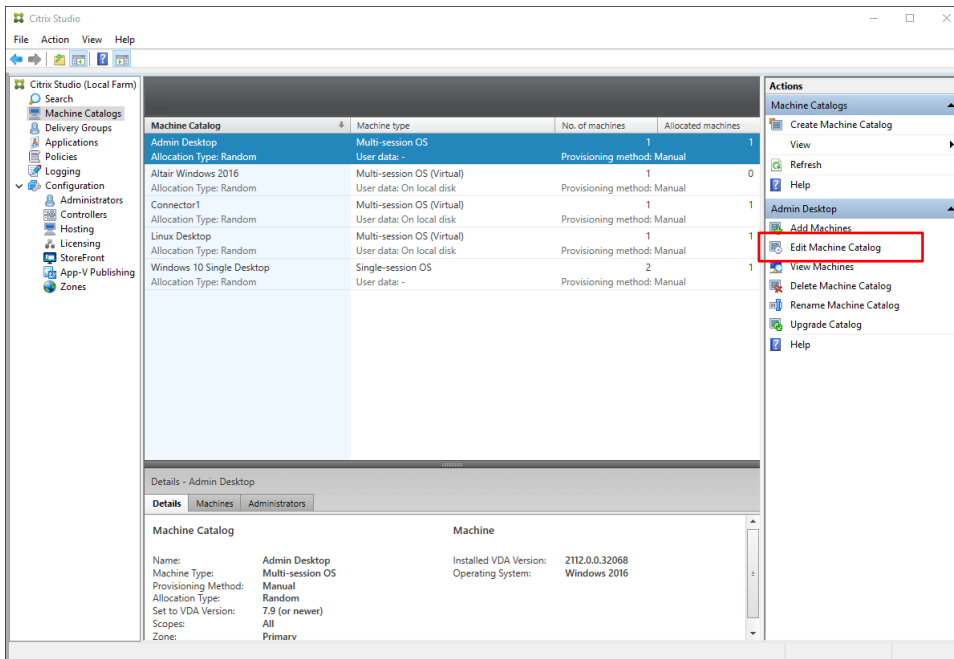 Citrix Studio
File Action View Help
Citrix Studio (Local Farm)
Search
Machine Catalogs
Delivery Groups
Applications
Policies
Logging
Configuration
Administrators
Controllers
Hosting
Licensing
StoreFront
App-V Publishing
Zones
Machine Catalog Machine type No. of machines Allocated machines
Admin Desktop Multi-session OS 1 1
Allocation Type: Random User data: - Provisioning method: Manual
Altair Windows 2016 Multi-session OS (Virtual) 1 0
Allocation Type: Random User data: On local disk Provisioning method: Manual
Connector1 Multi-session OS (Virtual) 1 1
Allocation Type: Random User data: On local disk Provisioning method: Manual
Linux Desktop Multi-session OS (Virtual) 1 1
Allocation Type: Random User data: On local disk Provisioning method: Manual
Windows 10 Single Desktop Single-session OS 2 1
Allocation Type: Random User data: - Provisioning method: Manual
Details - Admin Desktop
Details Machines Administrators
Machine Catalog Machine
Name: Admin Desktop Installed VDA Version: 2112.0.0.32068
Machine Type: Multi-session OS Operating System: Windows 2016
Provisioning Method: Manual
Allocation Type: Random
Set to VDA Version: 7.9 (or newer)
Scopes: All
Zone: Primary
Actions
Machine Catalogs
Create Machine Catalog
View
Refresh
Help
Admin Desktop
Add Machines
Edit Machine Catalog
View Machines
Delete Machine Catalog
Rename Machine Catalog
Upgrade Catalog
Help